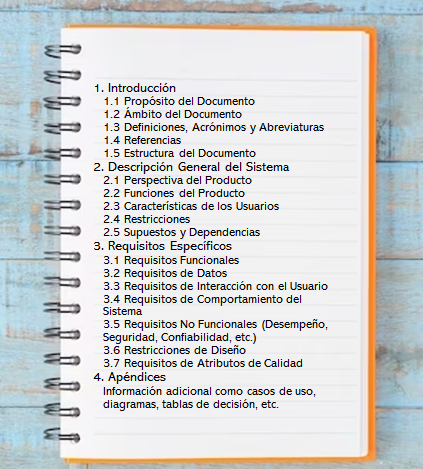 1. Introducción
1.1 Propósito del Documento
1.2 Ámbito del Documento
1.3 Definiciones, Acrónimos y Abreviaturas
1.4 Referencias
1.5 Estructura del Documento
2. Descripción General del Sistema
2.1 Perspectiva del Producto
2.2 Funciones del Producto
2.3 Características de los Usuarios
2.4 Restricciones
2.5 Supuestos y Dependencias
3. Requisitos Específicos
3.1 Requisitos Funcionales
3.2 Requisitos de Datos
3.3 Requisitos de Interacción con el Usuario
3.4 Requisitos de Comportamiento del
Sistema
3.5 Requisitos No Funcionales (Desempeño,
Seguridad, Confiabilidad, etc.)
3.6 Restricciones de Diseño
3.7 Requisitos de Atributos de Calidad
4. Apéndices
Información adicional como casos de uso,
diagramas, tablas de decisión, etc.